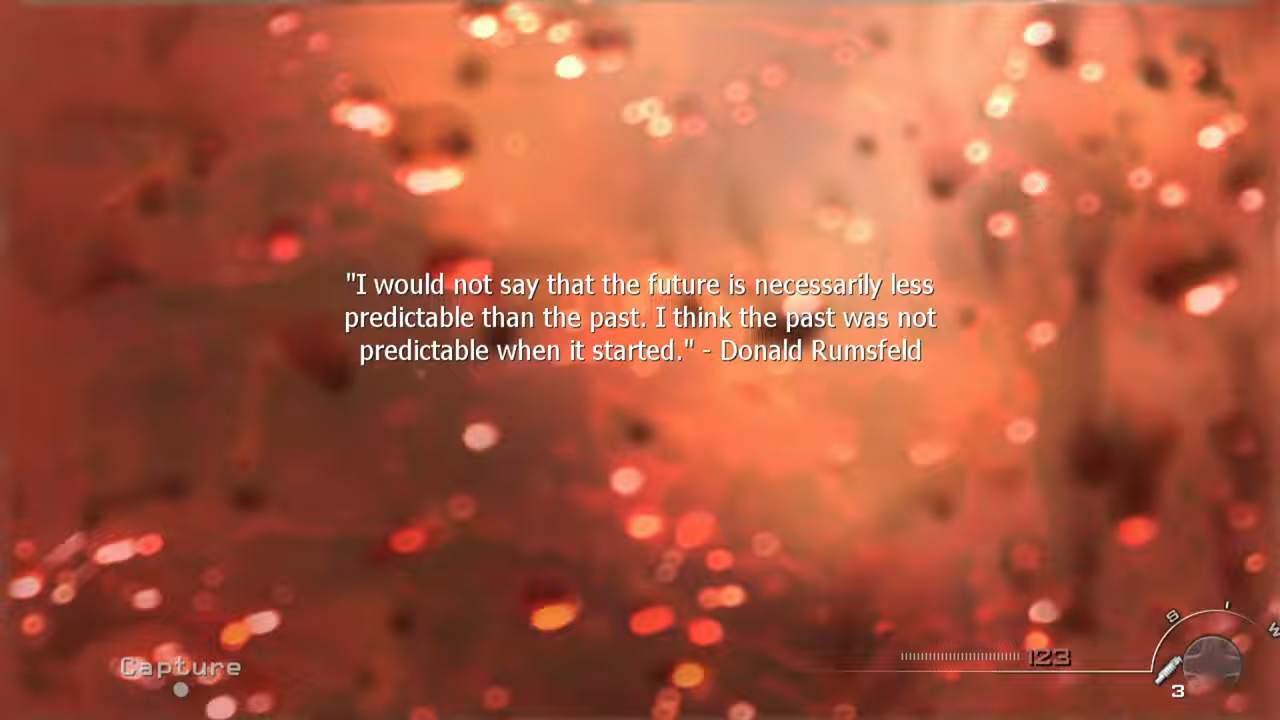 "I would not say that the future is necessarily less
predictable than the past. I think the past was not
predictable when it started." - Donald Rumsfeld
Capture
123
S
W
3